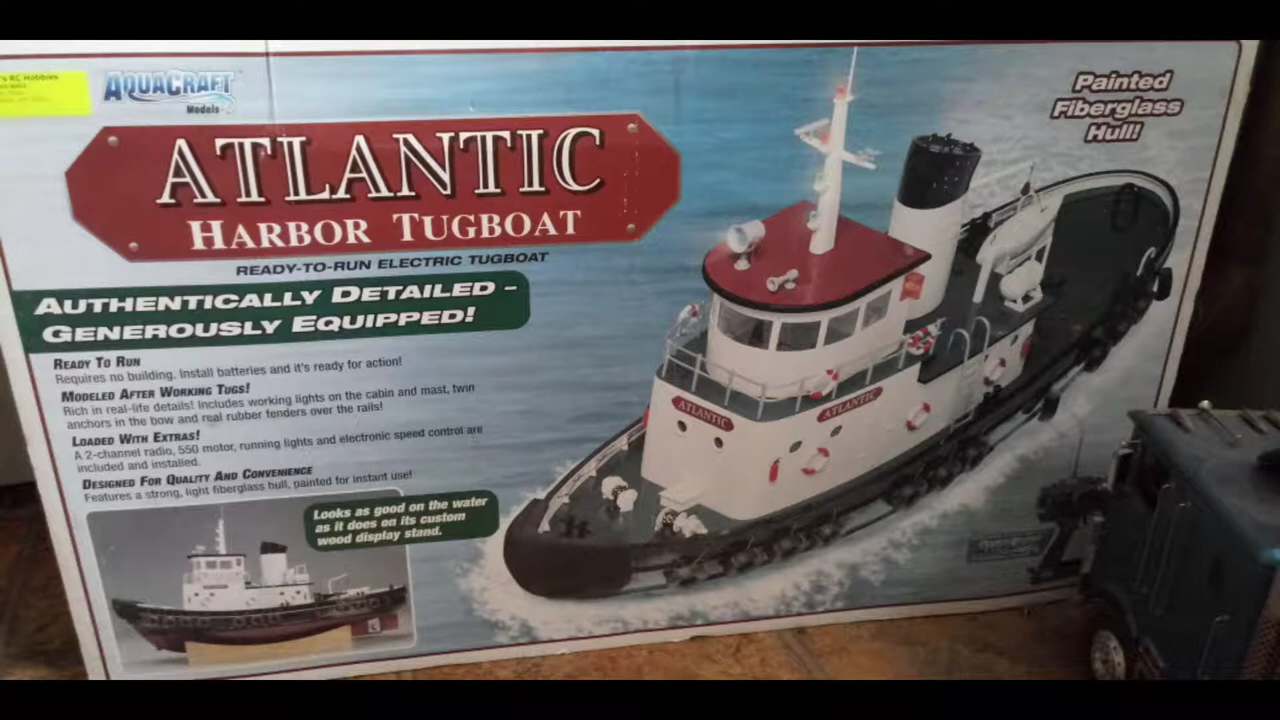 's RC Hobbies
AQUACRAFT
Models
ATLANTIC
HARBOR TUGBOAT
READY-TO-RUN ELECTRIC TUGBOAT
AUTHENTICALLY DETAILED –
GENEROUSLY EQUIPPED!
READY TO RUN
Requires no building. Install batteries and it's ready for action!
MODELED AFTER WORKING TUGS!
Rich in real-life details! Includes working lights on the cabin and mast, twin
anchors in the bow and real rubber tenders over the rails!
LOADED WITH EXTRAS!
A 2-channel radio, 550 motor, running lights and electronic speed control are
included and installed.
DESIGNED FOR QUALITY AND CONVENIENCE
Features a strong, light fiberglass hull, painted for instant use!
Looks as good on the water
as it does on its custom
wood display stand.
Painted
Fiberglass
Hull!
ATLANTIC
ATLANTIC